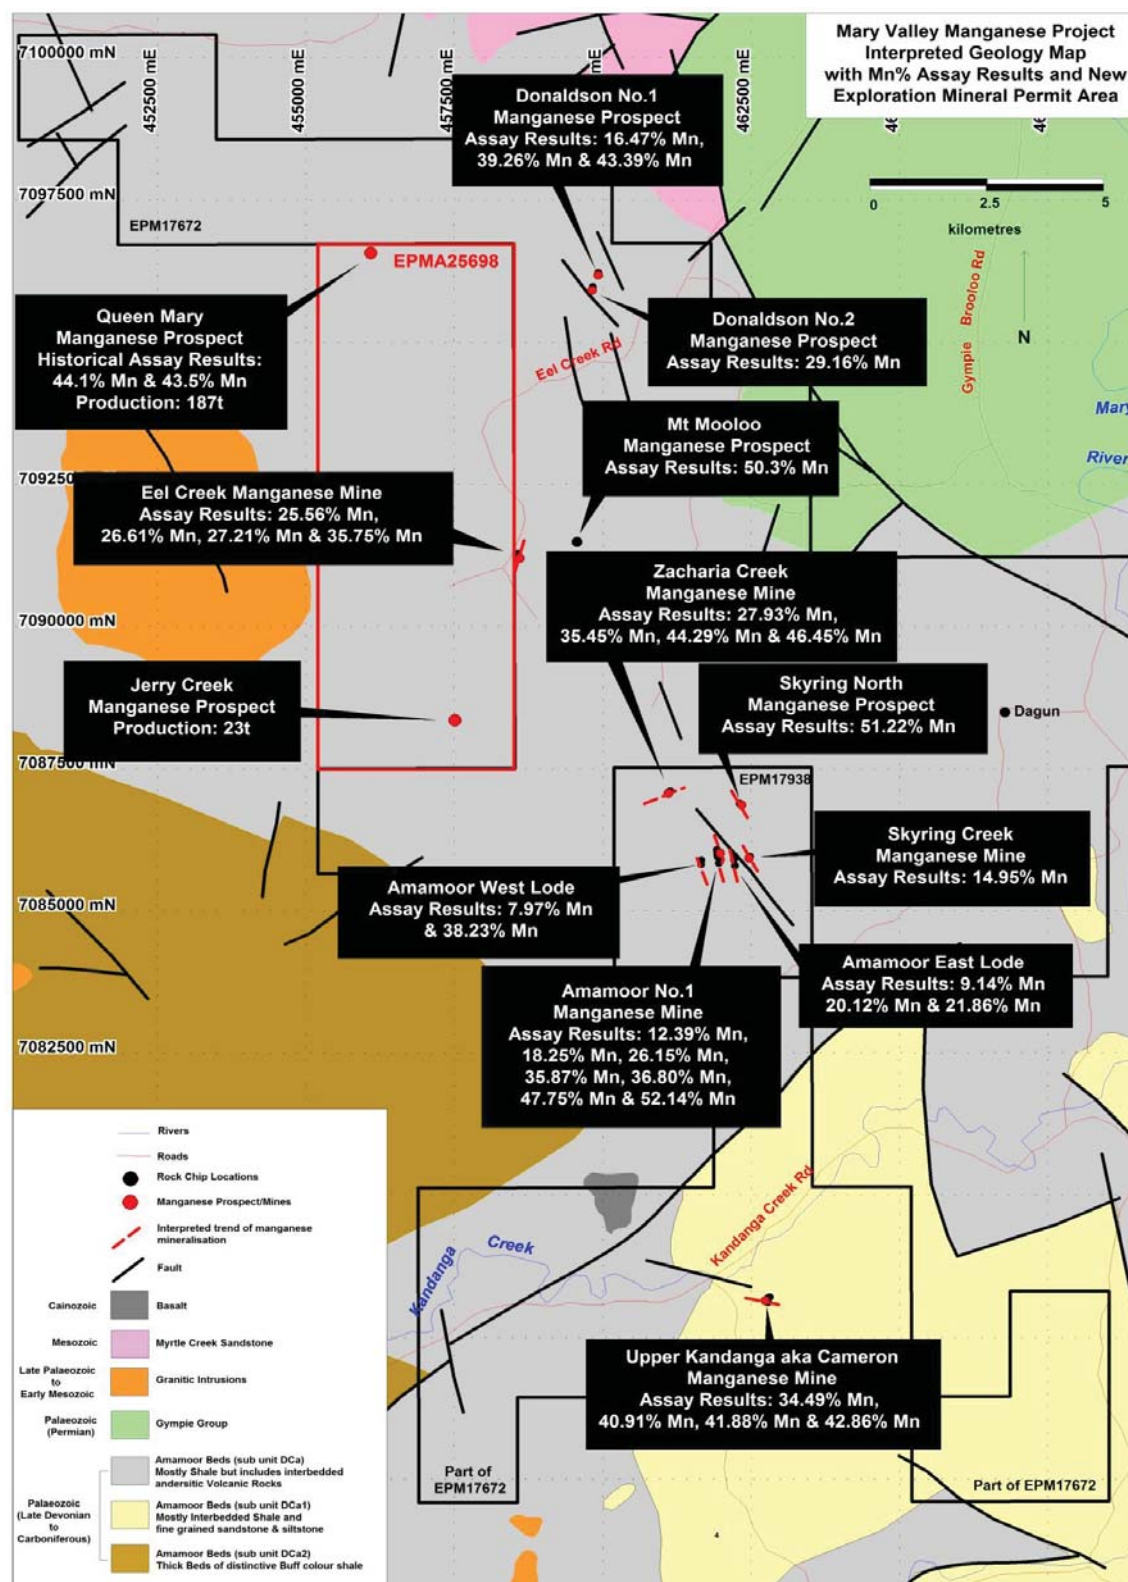 Mary Valley Manganese Project
Interpreted Geology Map
with Mn% Assay Results and New
Exploration Mineral Permit Area
7100000 mN
452500 mE
455000 mE
457500 mE
mE
462500 mE
46
46
Donaldson No.1
Manganese Prospect
Assay Results: 16.47% Mn,
39.26% Mn & 43.39% Mn
0
2.5
5
kilometres
7097500 mN
EPM17672
EPMA25698
Gympie Brooloo Rd
N
Queen Mary
Manganese Prospect
Historical Assay Results:
44.1% Mn & 43.5% Mn
Production: 187t
Donaldson No.2
Manganese Prospect
Assay Results: 29.16% Mn
Eel Creek Rd
Mary
River
Mt Mooloo
Manganese Prospect
Assay Results: 50.3% Mn
7092500 mN
Eel Creek Manganese Mine
Assay Results: 25.56% Mn,
26.61% Mn, 27.21% Mn & 35.75% Mn
Zacharia Creek
Manganese Mine
Assay Results: 27.93% Mn,
35.45% Mn, 44.29% Mn & 46.45% Mn
7090000 mN
Jerry Creek
Manganese Prospect
Production: 23t
Skyring North
Manganese Prospect
Assay Results: 51.22% Mn
Dagun
7087500 mN
EPM17938
Skyring Creek
Manganese Mine
Assay Results: 14.95% Mn
Amamoor West Lode
Assay Results: 7.97% Mn
& 38.23% Mn
7085000 mN
Amamoor East Lode
Assay Results: 9.14% Mn
20.12% Mn & 21.86% Mn
Amamoor No.1
Manganese Mine
Assay Results: 12.39% Mn,
18.25% Mn, 26.15% Mn,
35.87% Mn, 36.80% Mn,
47.75% Mn & 52.14% Mn
7082500 mN
Kandanga Creek Rd
Kandanga Creek
Upper Kandanga aka Cameron
Manganese Mine
Assay Results: 34.49% Mn,
40.91% Mn, 41.88% Mn & 42.86% Mn
Part of
EPM17672
Part of EPM17672
4
Rivers
Roads
Rock Chip Locations
Manganese Prospect/Mines
Interpreted trend of manganese
mineralisation
Fault
Cainozoic
Basalt
Mesozoic
Myrtle Creek Sandstone
Late Palaeozoic
to
Early Mesozoic
Granitic Intrusions
Palaeozoic
(Permian)
Gympie Group
Palaeozoic
(Late Devonian
to
Carboniferous)
Amamoor Beds (sub unit DCa)
Mostly Shale but includes interbedded
andersitic Volcanic Rocks
Amamoor Beds (sub unit DCa1)
Mostly Interbedded Shale and
fine grained sandstone & siltstone
Amamoor Beds (sub unit DCa2)
Thick Beds of distinctive Buff colour shale